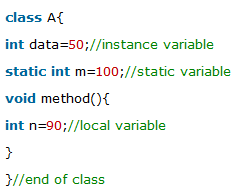 class A{
int data=50;//instance variable
static int m=100;//static variable
void method(){
int n=90;//local variable
}
}//end of class